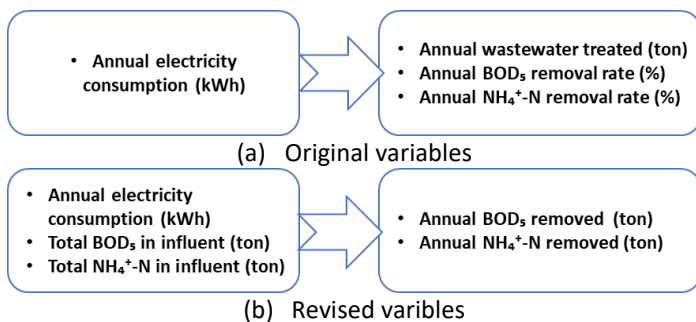 • Annual electricity
consumption (kWh)
• Annual wastewater treated (ton)
• Annual BOD₅ removal rate (%)
• Annual NH₄⁺-N removal rate (%)
(a) Original variables
• Annual electricity
consumption (kWh)
• Total BOD₅ in influent (ton)
• Total NH₄⁺-N in influent (ton)
• Annual BOD₅ removed (ton)
• Annual NH₄⁺-N removed (ton)
(b) Revised varibles